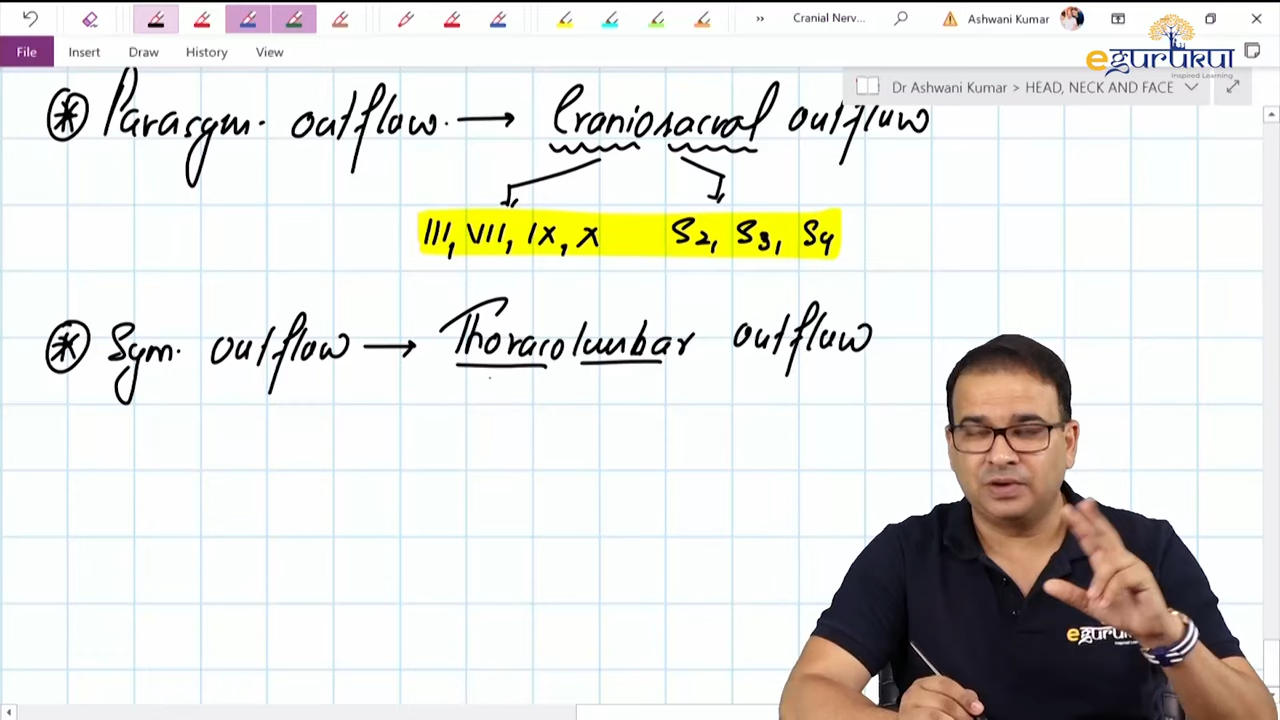 Cranial Nerv...
Ashwani Kumar
File Insert Draw History View
egurukul
Inspired Learning
Dr Ashwani Kumar > HEAD, NECK AND FACE
Parasym. outflow. → Craniosacral outflow
III, VII, IX, X S2, S3, S4
Sym. outflow → Thoracolumbar outflow
eguruk